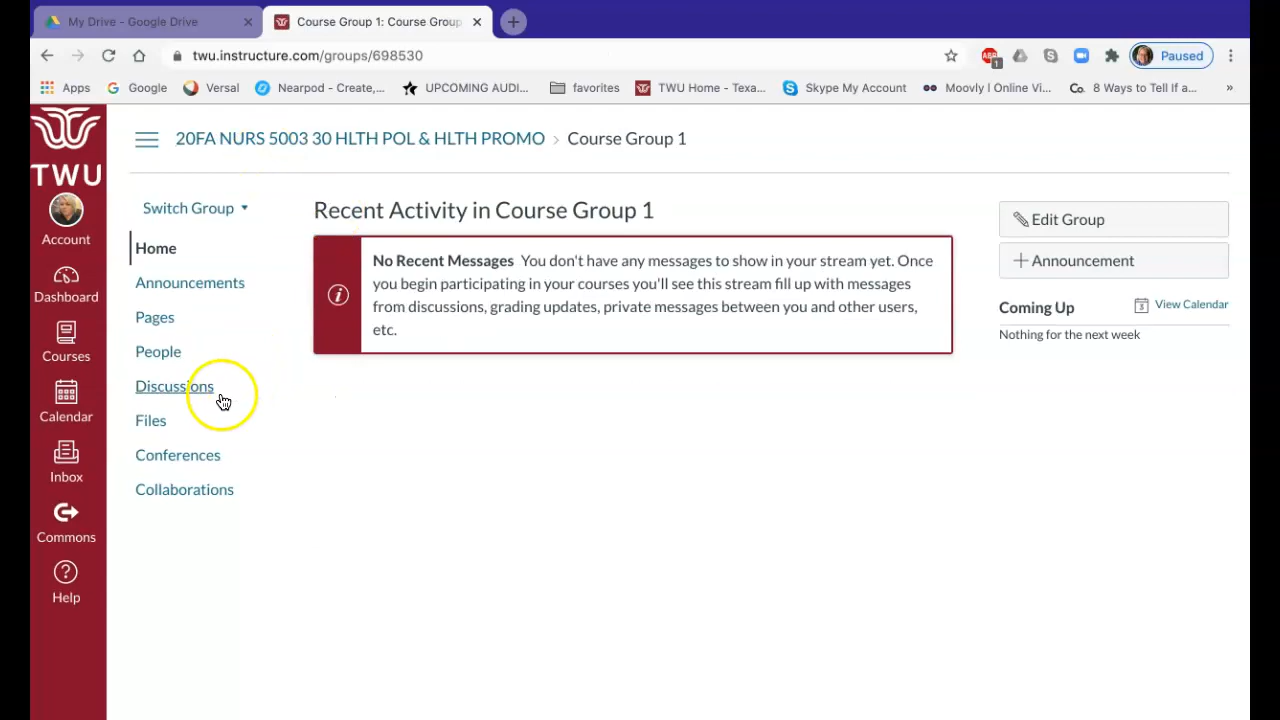 My Drive - Google Drive
Course Group 1: Course Group
twu.instructure.com/groups/698530
1
Paused
Apps
Google
Versal
Nearpod - Create,...
UPCOMING AUDI...
favorites
TWU Home - Texa...
Skype My Account
Moovly I Online Vi...
Co.
8 Ways to Tell if a...
»
TWU
Account
Dashboard
Courses
Calendar
Inbox
Commons
Help
20FA NURS 5003 30 HLTH POL & HLTH PROMO > Course Group 1
Switch Group
Home
Announcements
Pages
People
Discussions
Files
Conferences
Collaborations
Recent Activity in Course Group 1
No Recent Messages You don't have any messages to show in your stream yet. Once
you begin participating in your courses you'll see this stream fill up with messages
from discussions, grading updates, private messages between you and other users,
etc.
Edit Group
+ Announcement
Coming Up
View Calendar
Nothing for the next week